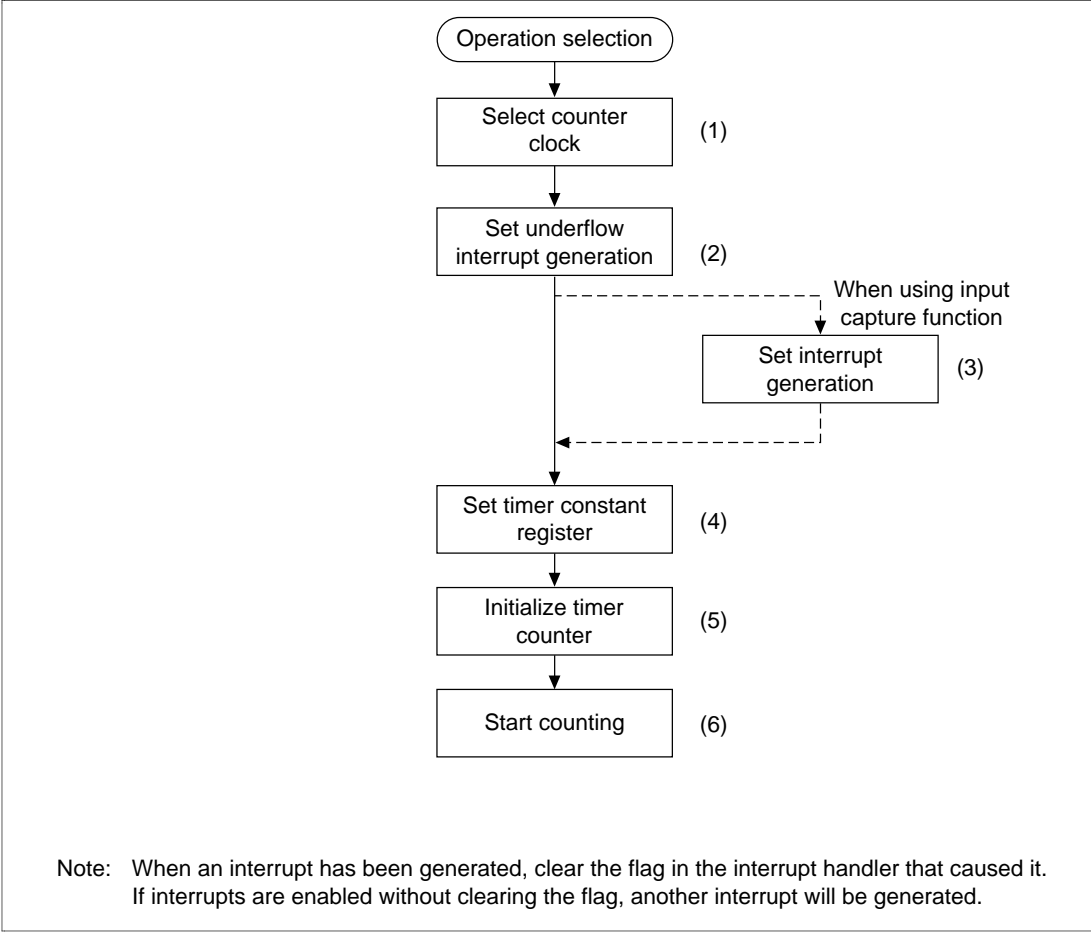 Operation selection
Select counter
clock
(1)
Set underflow
interrupt generation
(2)
When using input
capture function
Set interrupt
generation
(3)
Set timer constant
register
(4)
Initialize timer
counter
(5)
Start counting
(6)
Note: When an interrupt has been generated, clear the flag in the interrupt handler that caused it.
If interrupts are enabled without clearing the flag, another interrupt will be generated.